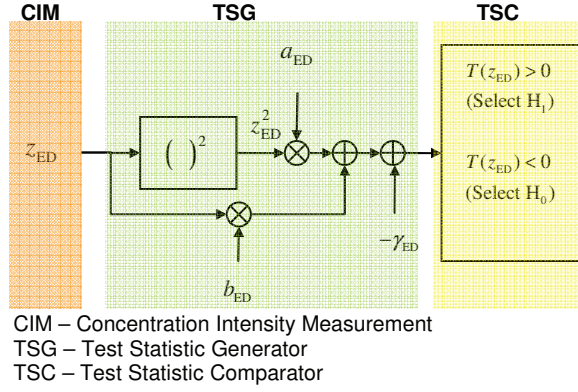 CIM TSG TSC
a_ED
T(z_ED) > 0
(Select H_1)
z_ED ( )^2 z_ED^2
T(z_ED) < 0
(Select H_0)
-γ_ED
b_ED
CIM – Concentration Intensity Measurement
TSG – Test Statistic Generator
TSC – Test Statistic Comparator